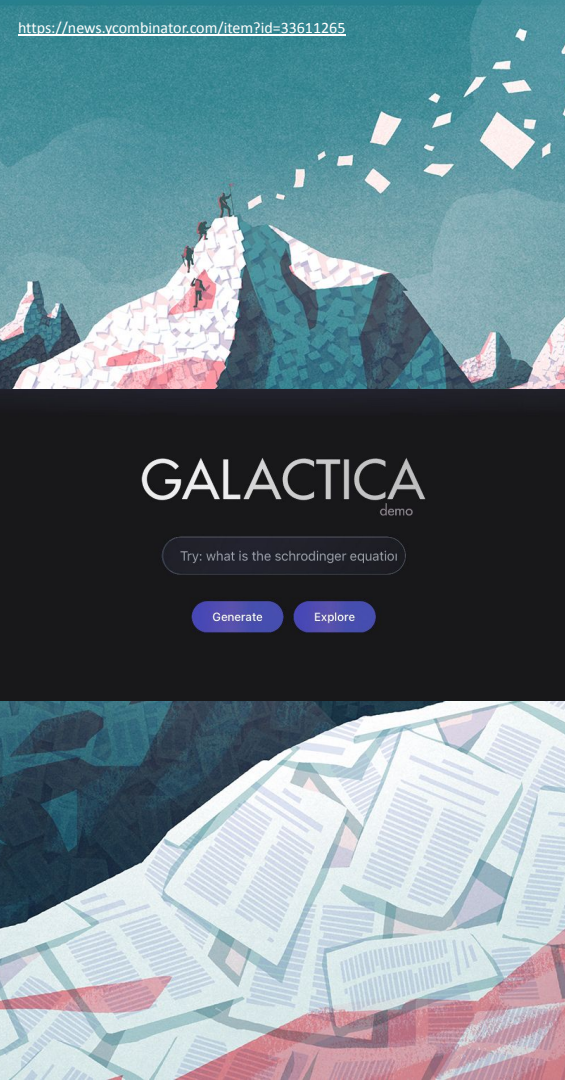 https://news.ycombinator.com/item?id=33611265
GALACTICA
demo
Try: what is the schrodinger equation
Generate
Explore